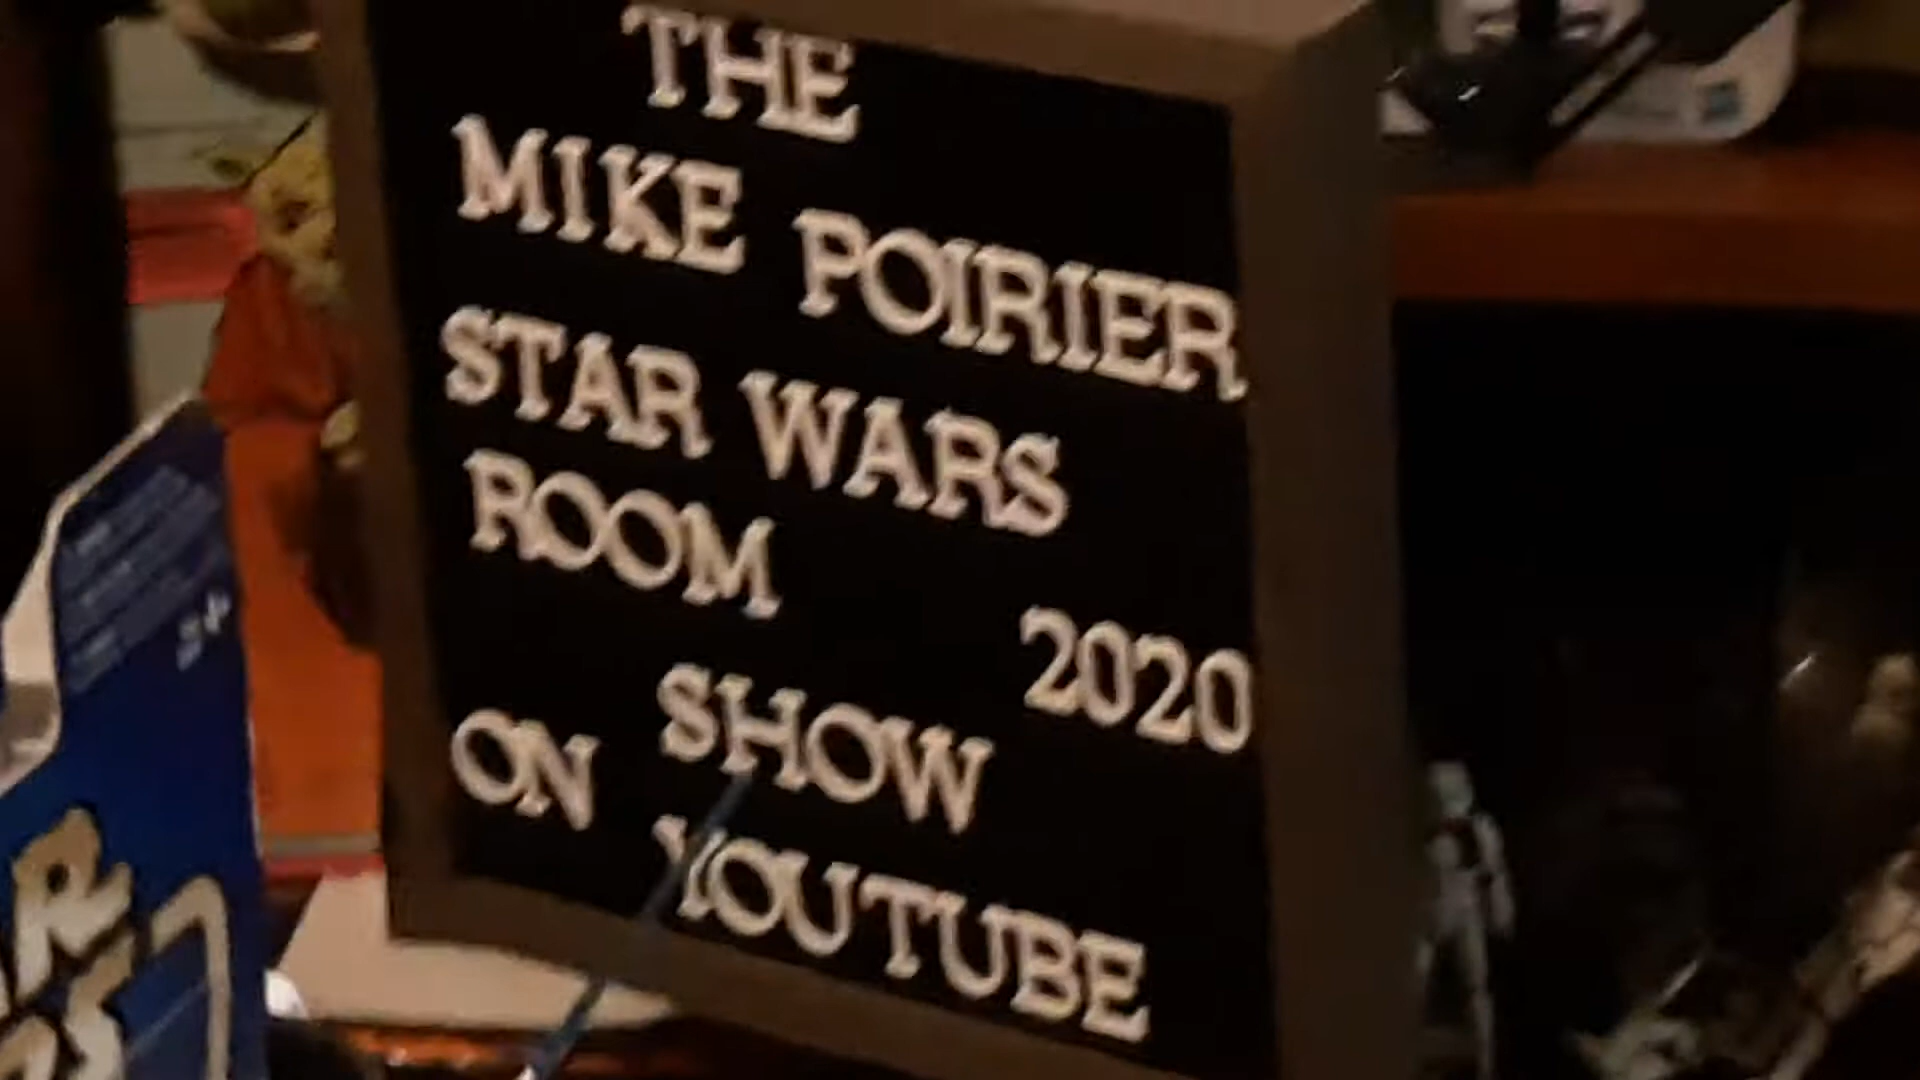 THE
MIKE POIRIER
STAR WARS
ROOM
2020
SHOW
ON YOUTUBE